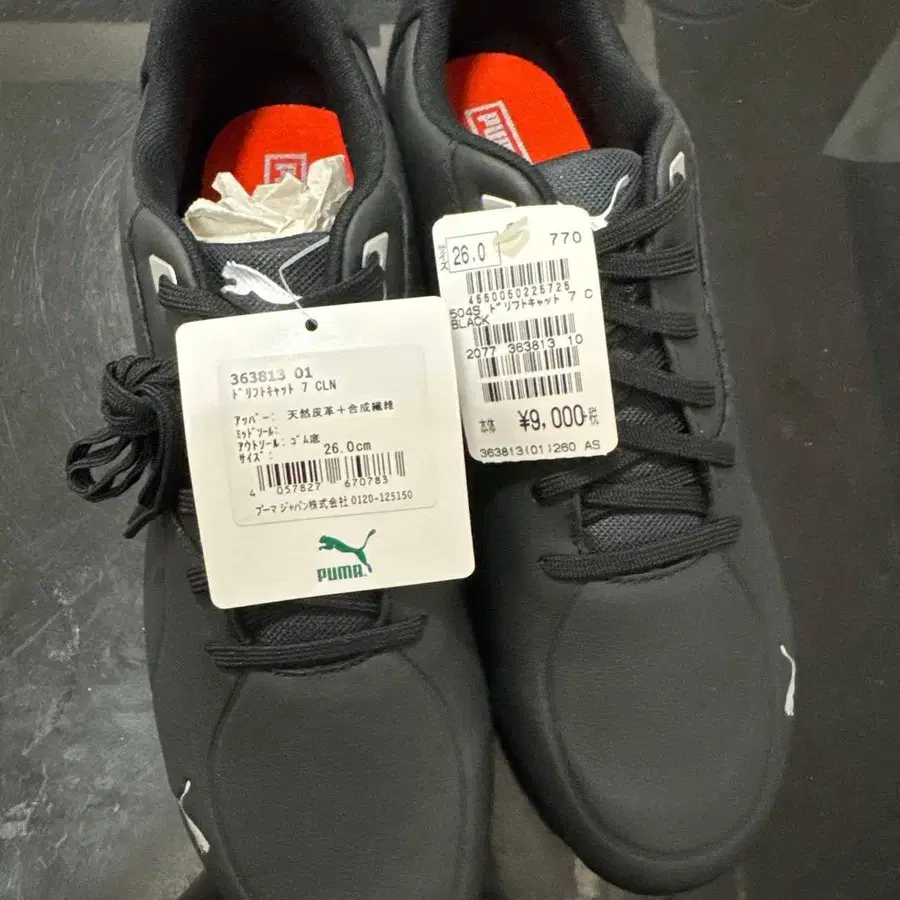 PUMA
サイズ 26.0 770
4550060225725
504S ドリフトキャット 7 C
BLACK
2077 363813 10
本体 ¥9,000+税
363813(01)260 AS
363813 01
ドリフトキャット 7 CLN
アッパー: 天然皮革+合成繊維
ミッドソール:
アウトソール: ゴム底
サイズ: 26.0cm
4 057827 670783
プーマ ジャパン株式会社 0120-125150
PUMA